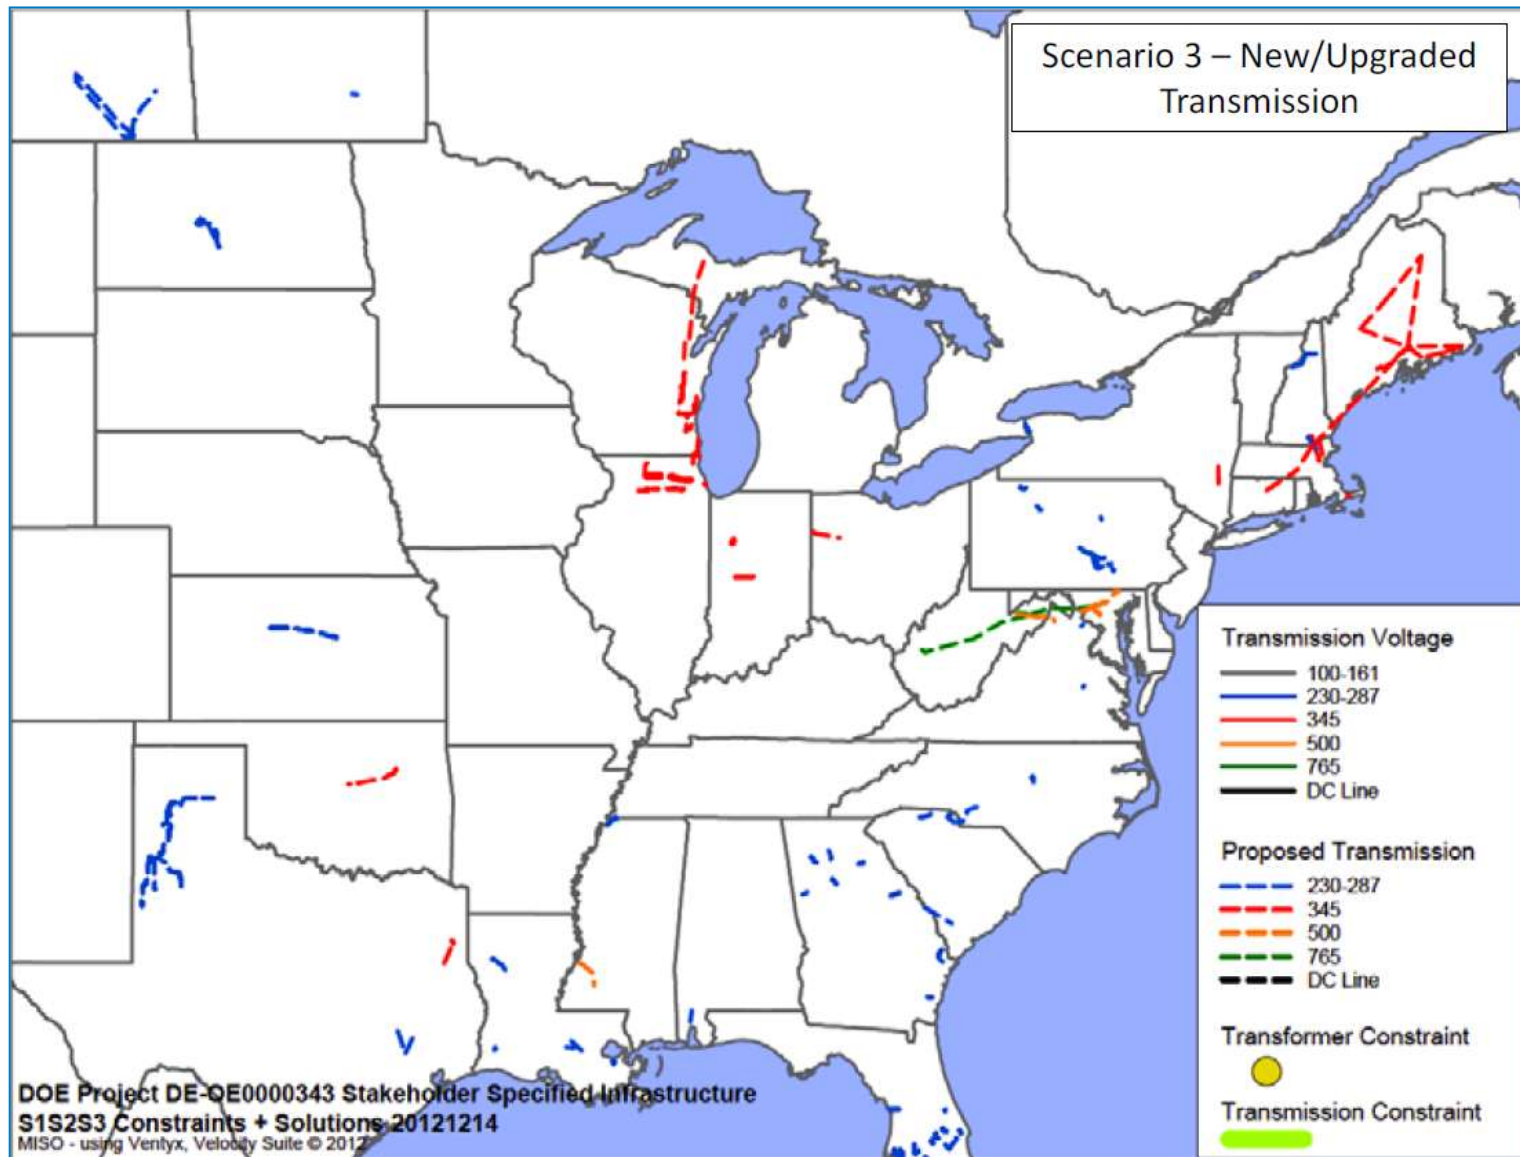 Scenario 3 – New/Upgraded
Transmission
Transmission Voltage
100-161
230-287
345
500
765
DC Line
Proposed Transmission
230-287
345
500
765
DC Line
Transformer Constraint
Transmission Constraint
DOE Project DE-OE0000343 Stakeholder Specified Infrastructure
S1S2S3 Constraints + Solutions 20121214
MISO - using Ventyx, Velocity Suite © 2012